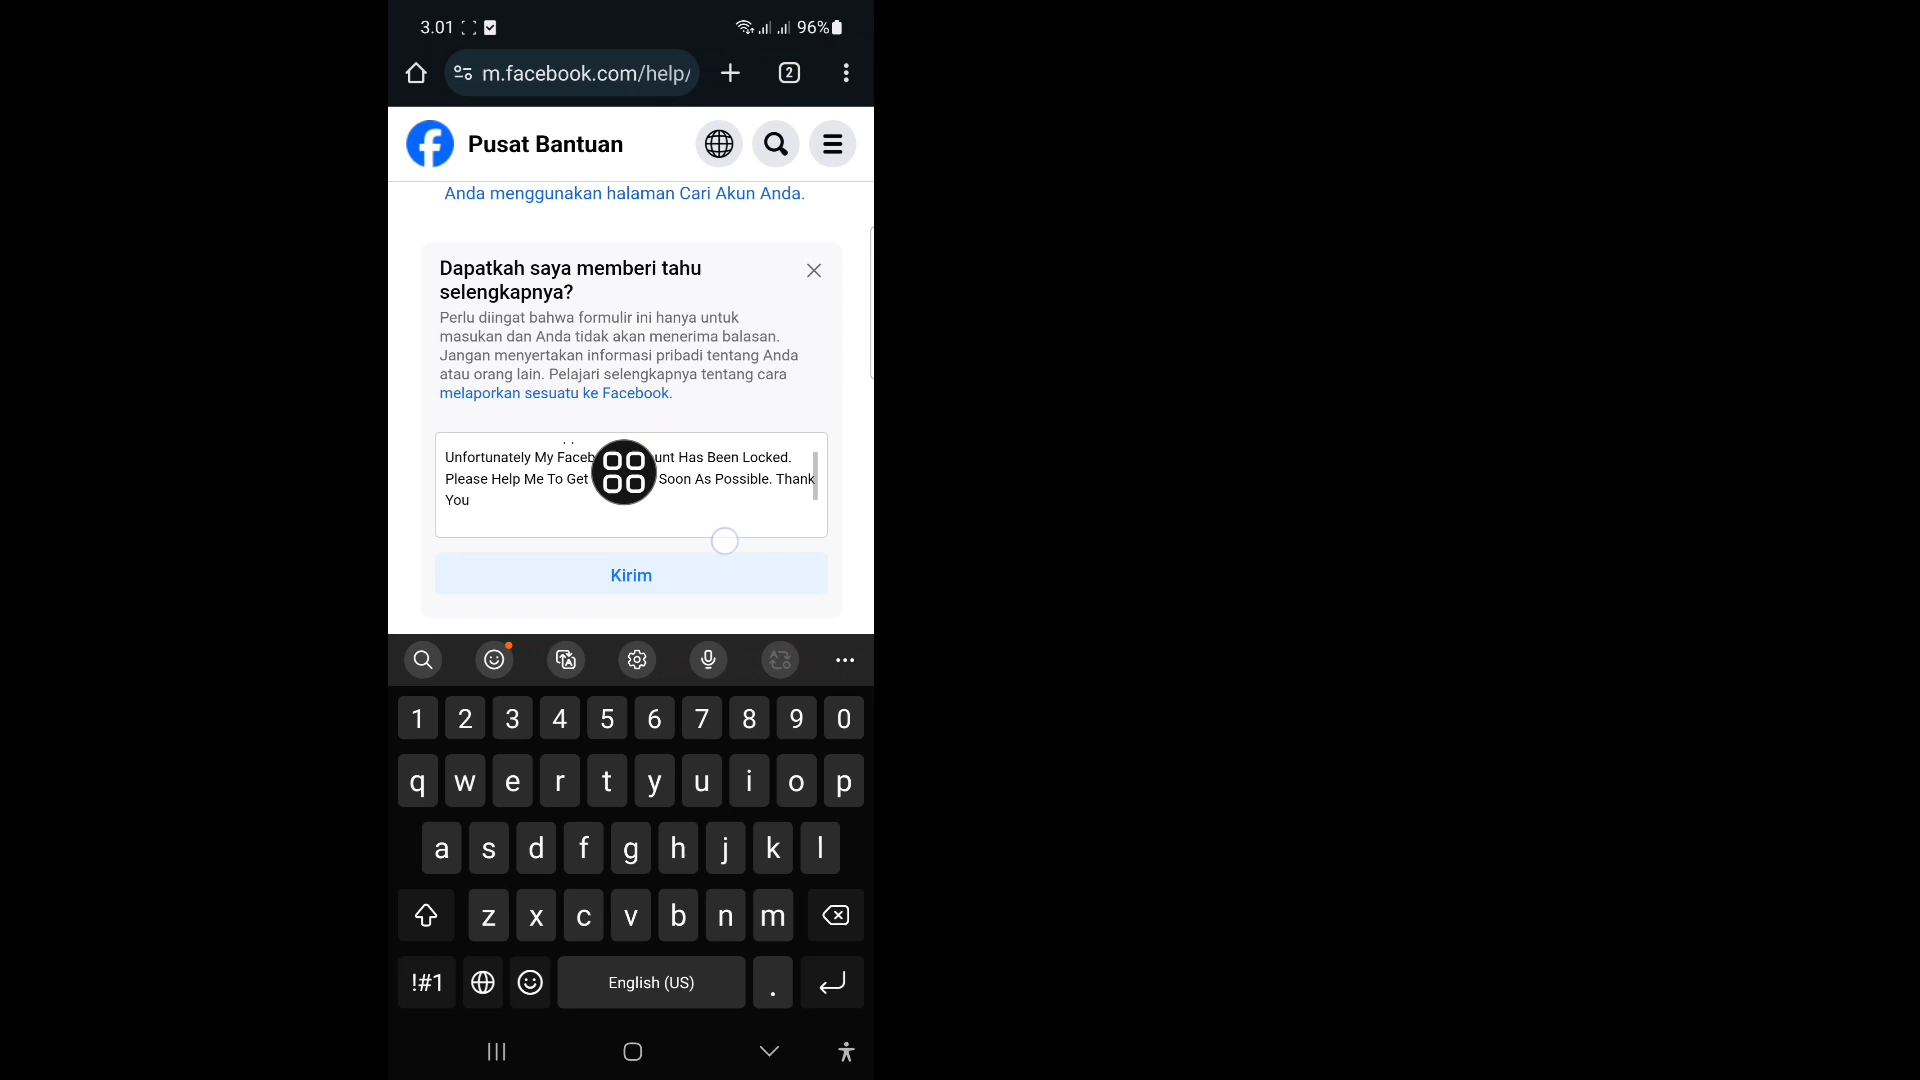 3.01
96%
m.facebook.com/help/
2
Pusat Bantuan
Anda menggunakan halaman Cari Akun Anda.
Dapatkah saya memberi tahu
selengkapnya?
Perlu diingat bahwa formulir ini hanya untuk
masukan dan Anda tidak akan menerima balasan.
Jangan menyertakan informasi pribadi tentang Anda
atau orang lain. Pelajari selengkapnya tentang cara
melaporkan sesuatu ke Facebook.
Unfortunately My Faceb unt Has Been Locked.
Please Help Me To Get Soon As Possible. Thank
You
Kirim
1 2 3 4 5 6 7 8 9 0
q w e r t y u i o p
a s d f g h j k l
z x c v b n m
!#1 English (US) .